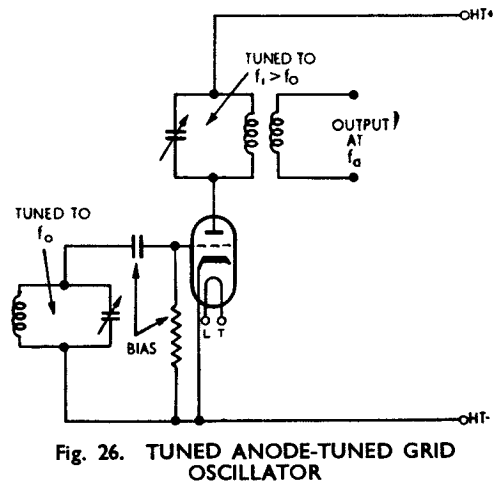 HT+
TUNED TO
f₁ > f₀
OUTPUT
AT
fₐ
TUNED TO
f₀
BIAS
L T
HT-
Fig. 26. TUNED ANODE-TUNED GRID
OSCILLATOR